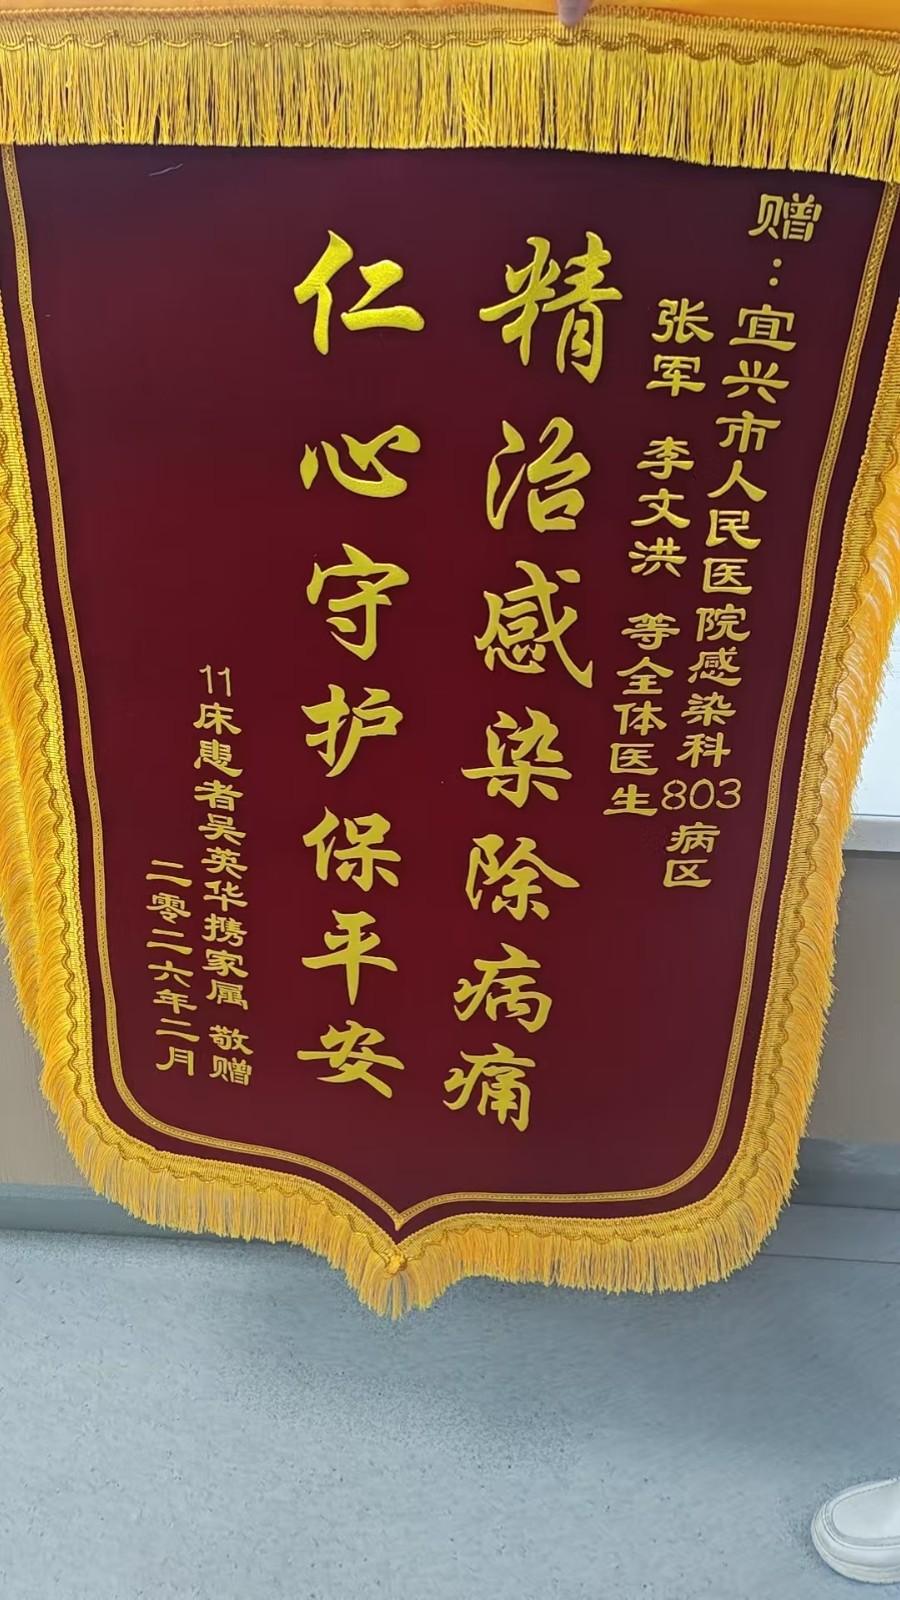 赠：宜兴市人民医院感染科803病区
张军 李文洪 等全体医生
精治感染除病痛
仁心守护保平安
11床患者吴英华携家属 敬赠
二零二六年二月